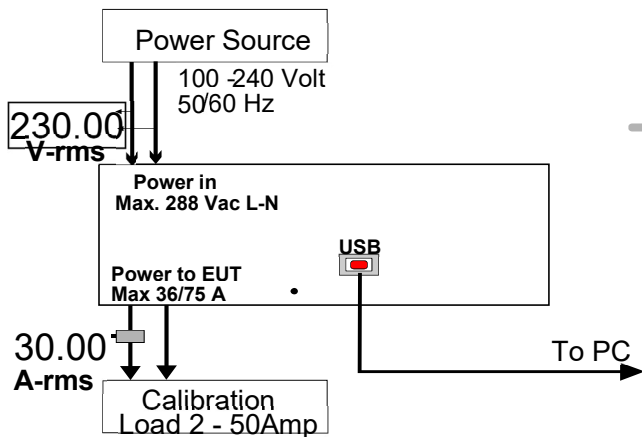 Power Source
100 -240 Volt
50/60 Hz
230.00
V-rms
Power in
Max. 288 Vac L-N
USB
Power to EUT
Max 36/75 A
30.00
A-rms
To PC
Calibration
Load 2 - 50Amp